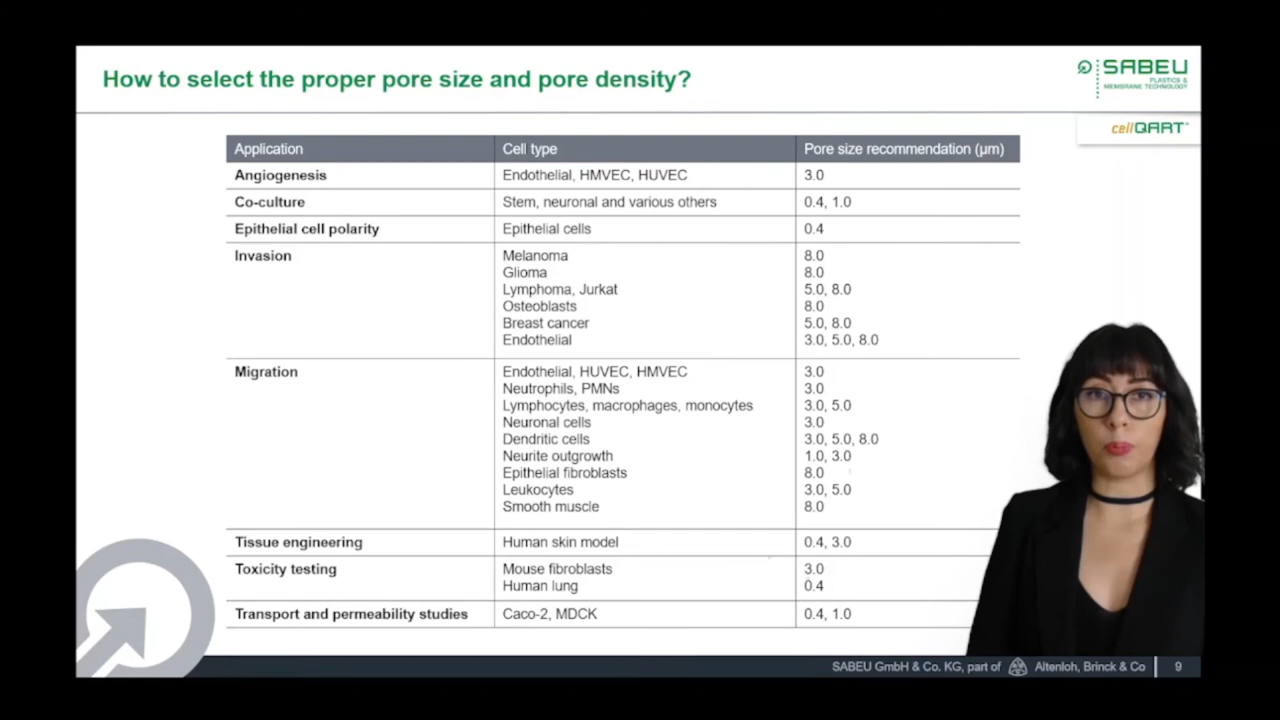 How to select the proper pore size and pore density?
SABEU
PLASTICS &
MEMBRANE TECHNOLOGY
cellQART®
Application Cell type Pore size recommendation (µm)
Angiogenesis Endothelial, HMVEC, HUVEC 3.0
Co-culture Stem, neuronal and various others 0.4, 1.0
Epithelial cell polarity Epithelial cells 0.4
Invasion Melanoma 8.0
Glioma 8.0
Lymphoma, Jurkat 5.0, 8.0
Osteoblasts 8.0
Breast cancer 5.0, 8.0
Endothelial 3.0, 5.0, 8.0
Migration Endothelial, HUVEC, HMVEC 3.0
Neutrophils, PMNs 3.0
Lymphocytes, macrophages, monocytes 3.0, 5.0
Neuronal cells 3.0
Dendritic cells 3.0, 5.0, 8.0
Neurite outgrowth 1.0, 3.0
Epithelial fibroblasts 8.0
Leukocytes 3.0, 5.0
Smooth muscle 8.0
Tissue engineering Human skin model 0.4, 3.0
Toxicity testing Mouse fibroblasts 3.0
Human lung 0.4
Transport and permeability studies Caco-2, MDCK 0.4, 1.0
SABEU GmbH & Co. KG, part of Altenloh, Brinck & Co 9